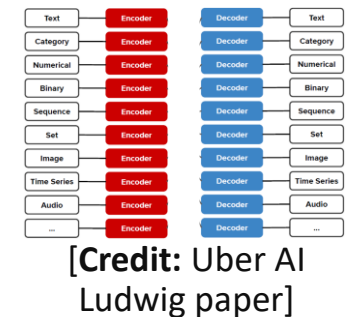 Text Encoder Decoder Text
Category Encoder Decoder Category
Numerical Encoder Decoder Numerical
Binary Encoder Decoder Binary
Sequence Encoder Decoder Sequence
Set Encoder Decoder Set
Image Encoder Decoder Image
Time Series Encoder Decoder Time Series
Audio Encoder Decoder Audio
... Encoder Decoder ...
[Credit: Uber AI
Ludwig paper]